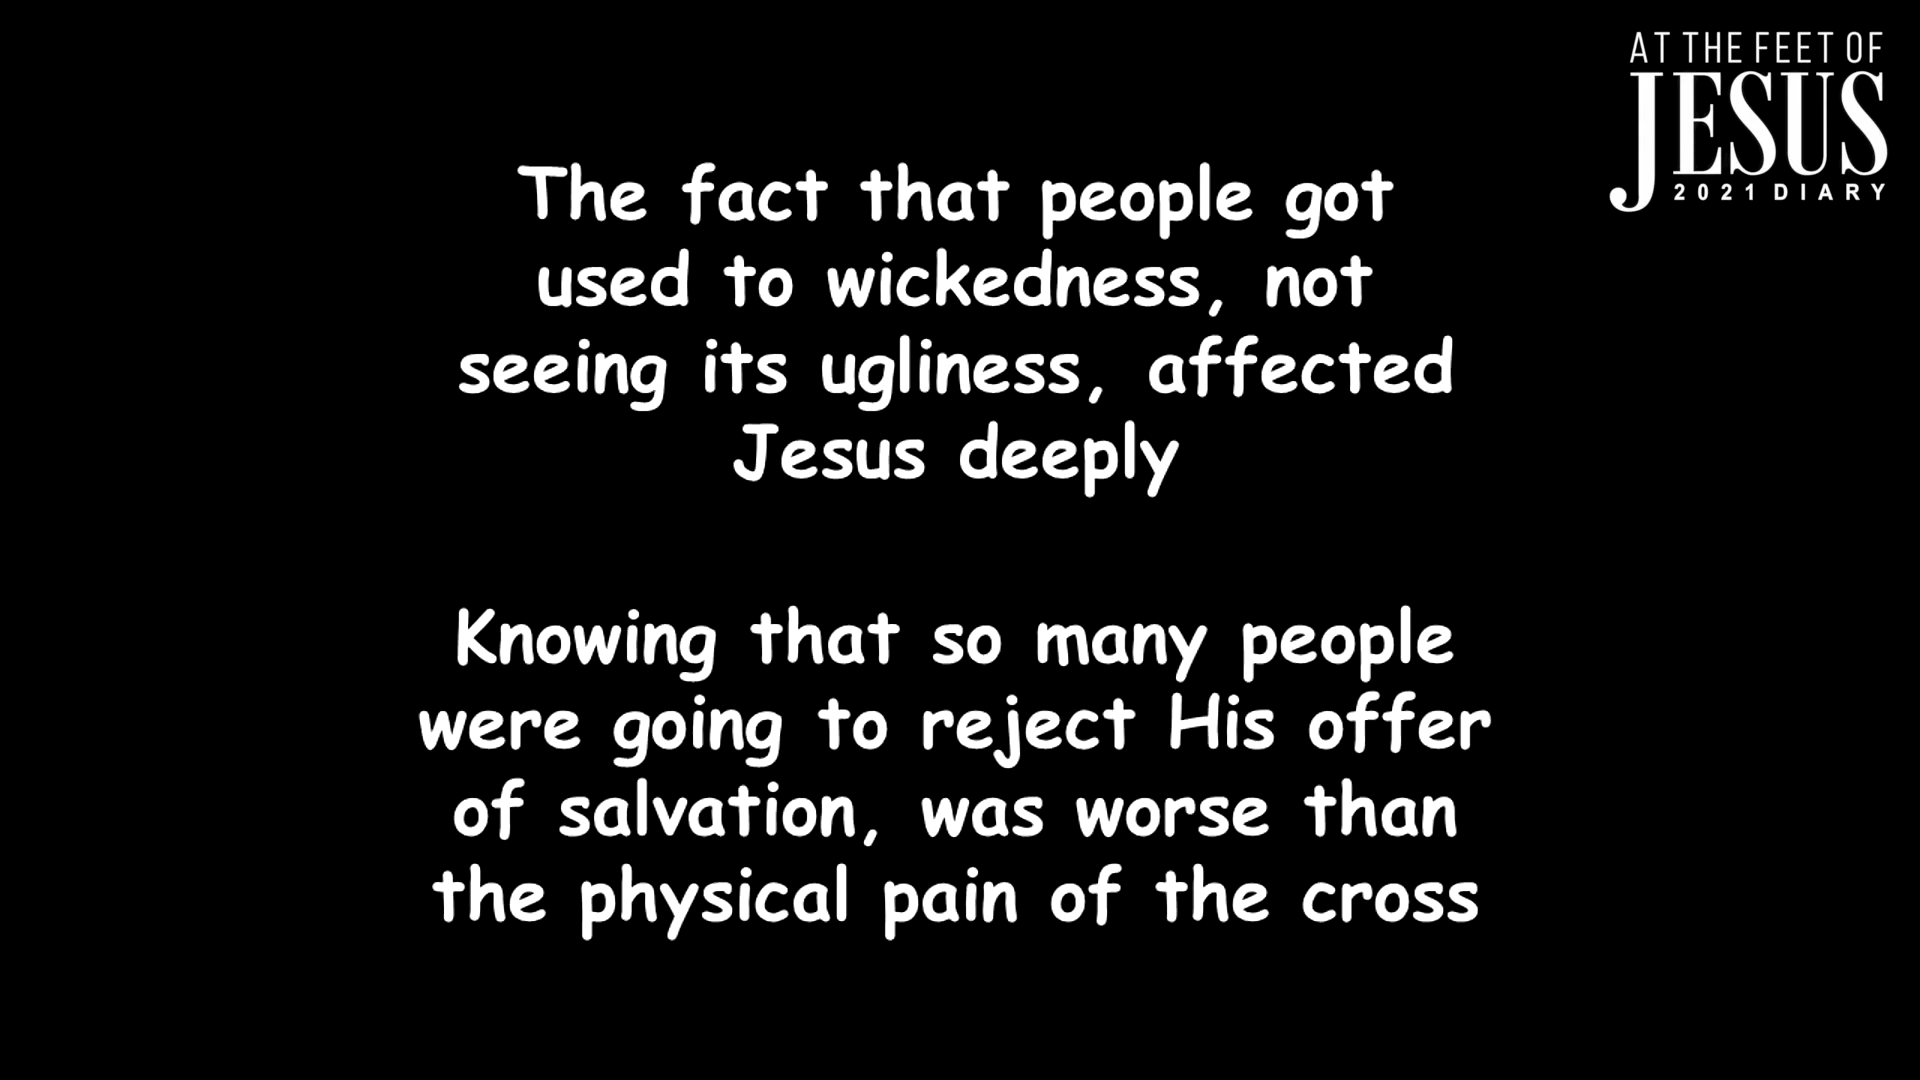 AT THE FEET OF
JESUS
2021 DIARY
The fact that people got
used to wickedness, not
seeing its ugliness, affected
Jesus deeply
Knowing that so many people
were going to reject His offer
of salvation, was worse than
the physical pain of the cross